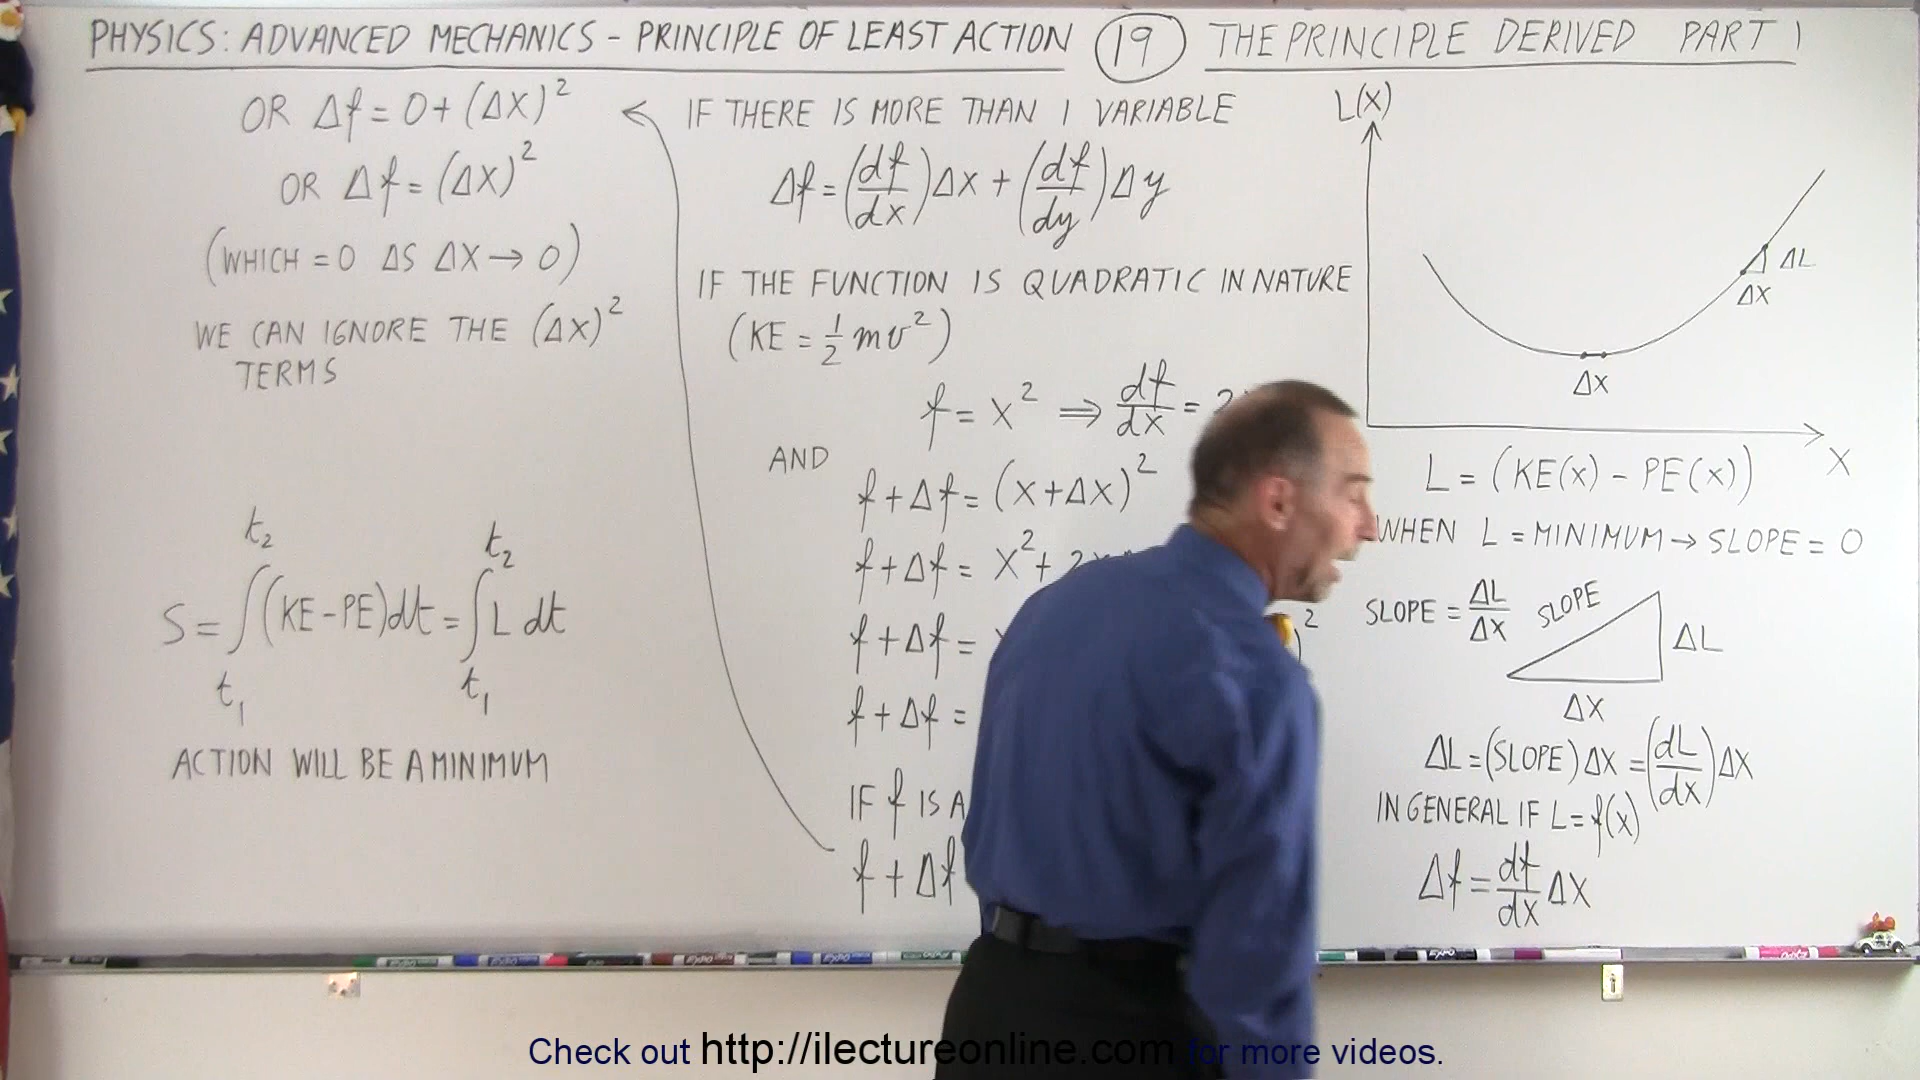 PHYSICS: ADVANCED MECHANICS - PRINCIPLE OF LEAST ACTION (19) THE PRINCIPLE DERIVED PART 1
OR Δf = 0 + (ΔX)²
OR Δf = (ΔX)²
(WHICH = 0 AS ΔX → 0)
WE CAN IGNORE THE (ΔX)²
TERMS
S = ∫_{t₁}^{t₂} (KE - PE) dt = ∫_{t₁}^{t₂} L dt
ACTION WILL BE A MINIMUM
IF THERE IS MORE THAN 1 VARIABLE
Δf = (df/dx) ΔX + (df/dy) Δy
IF THE FUNCTION IS QUADRATIC IN NATURE
(KE = ½ mv²)
f = X² ⇒ df/dx = 2
AND
f + Δf = (X + ΔX)²
f + Δf = X² + 2X
f + Δf =
)²
f + Δf =
IF f IS A
f + Δf
L(X)
ΔL
ΔX
ΔX
X
L = (KE(x) - PE(x))
WHEN L = MINIMUM → SLOPE = 0
SLOPE = ΔL/ΔX
SLOPE
ΔL
ΔX
ΔL = (SLOPE) ΔX = (dL/dx) ΔX
IN GENERAL IF L = f(x)
Δf = df/dx ΔX
EXPO
Check out http://ilectureonline.com for more videos.